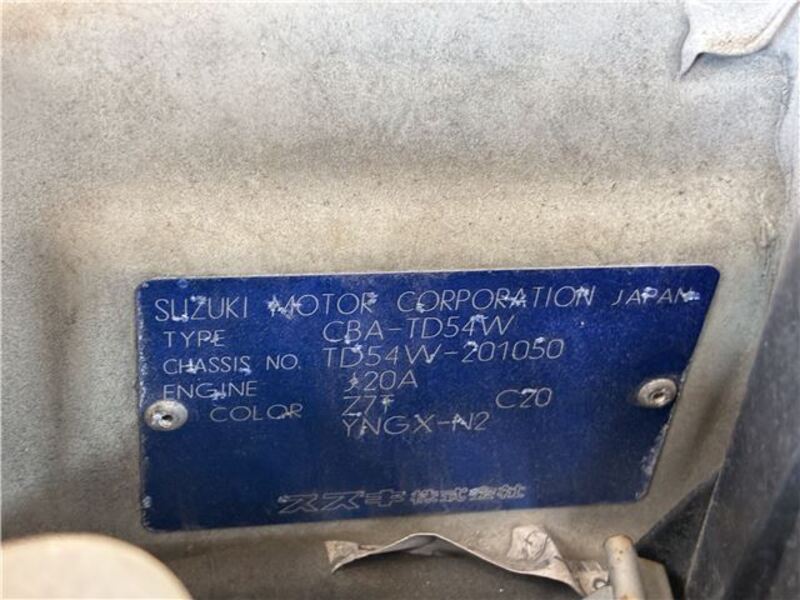 SUZUKI MOTOR CORPORATION JAPAN
TYPE CBA-TD54W
CHASSIS NO. TD54W-201050
ENGINE J20A
COLOR Z7T C20
YNGX-N2
スズキ株式会社